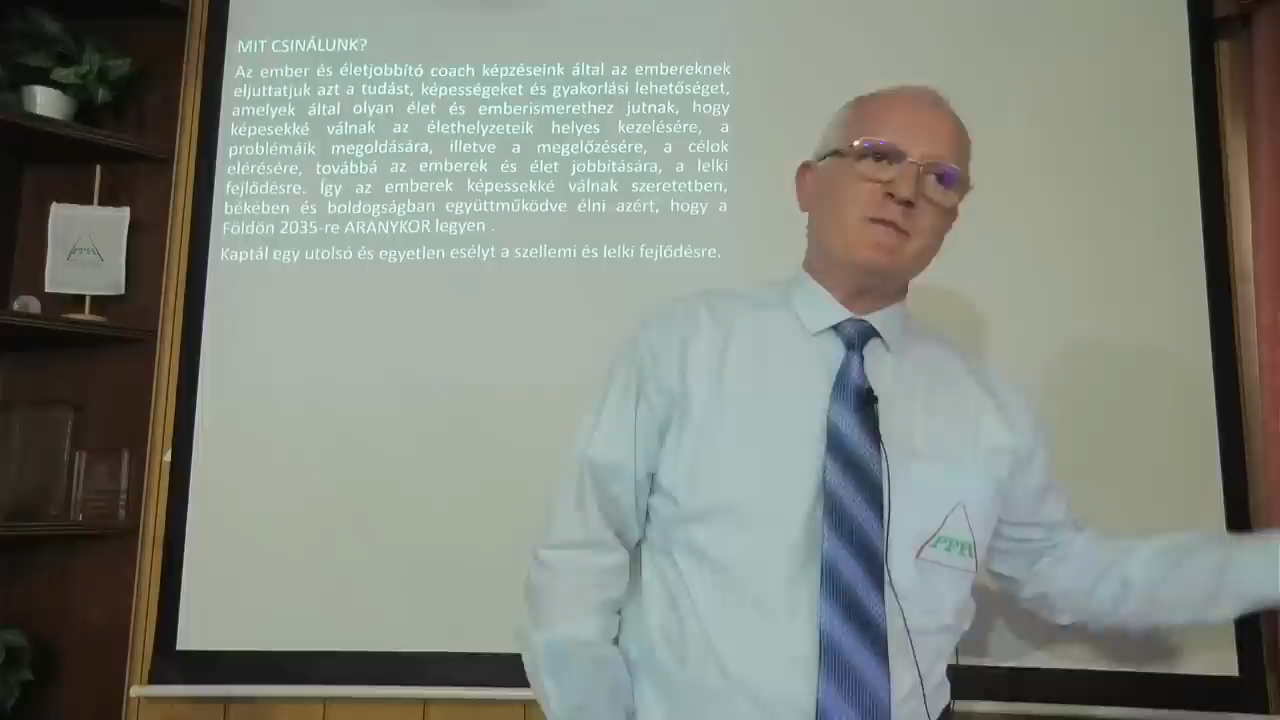 MIT CSINÁLUNK?
Az ember és életjobbító coach képzéseink által az embereknek
eljuttatjuk azt a tudást, képességeket és gyakorlási lehetőséget,
amelyek által olyan élet és emberismerethez jutnak, hogy
képesekké válnak az élethelyzeteik helyes kezelésére, a
problémáik megoldására, illetve a megelőzésére, a célok
elérésére, továbbá az emberek és élet jobbítására, a lelki
fejlődésre. Így az emberek képessekké válnak szeretetben,
békében és boldogságban együttműködve élni azért, hogy a
Földön 2035-re ARANYKOR legyen .
Kaptál egy utolsó és egyetlen esélyt a szellemi és lelki fejlődésre.
PPR
PPR